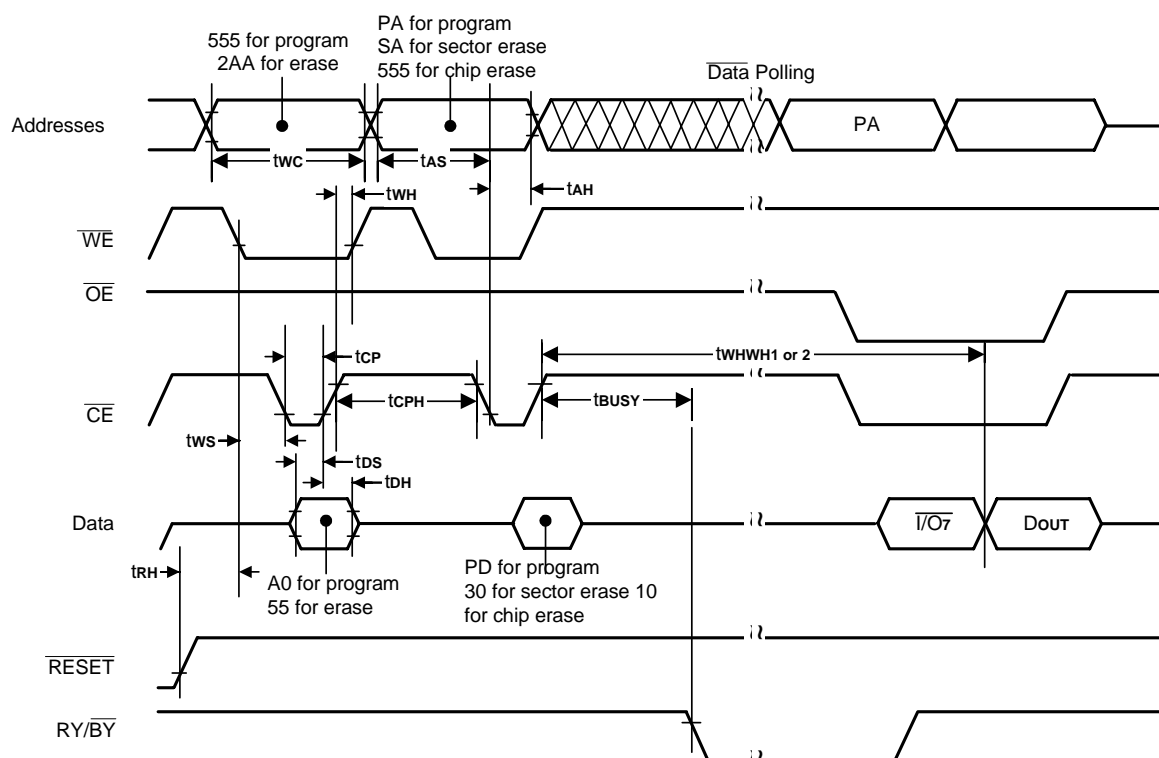 555 for program
2AA for erase
PA for program
SA for sector erase
555 for chip erase
Data Polling
Addresses
PA
tWC
tAS
tAH
tWH
WE
OE
tCP
tWHWH1 or 2
CE
tCPH
tBUSY
tWS
tDS
tDH
Data
I/O7
DOUT
tRH
A0 for program
55 for erase
PD for program
30 for sector erase 10
for chip erase
RESET
RY/BY